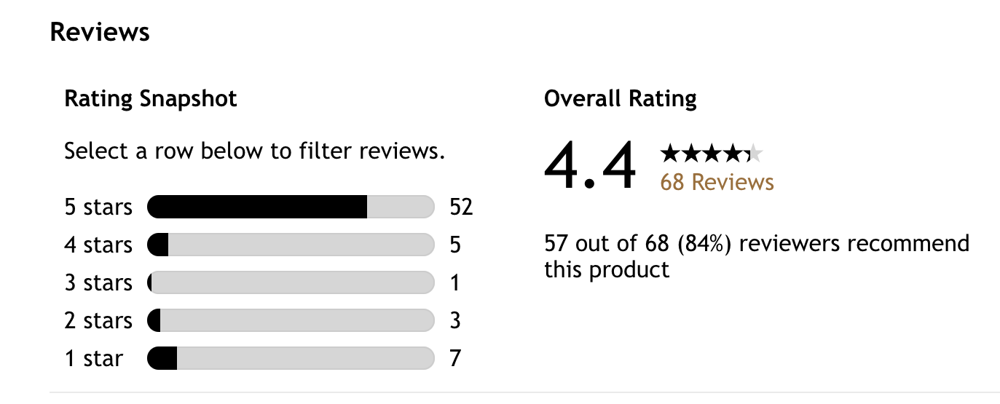 Reviews
Rating Snapshot
Select a row below to filter reviews.
5 stars 52
4 stars 5
3 stars 1
2 stars 3
1 star 7
Overall Rating
4.4
68 Reviews
57 out of 68 (84%) reviewers recommend
this product